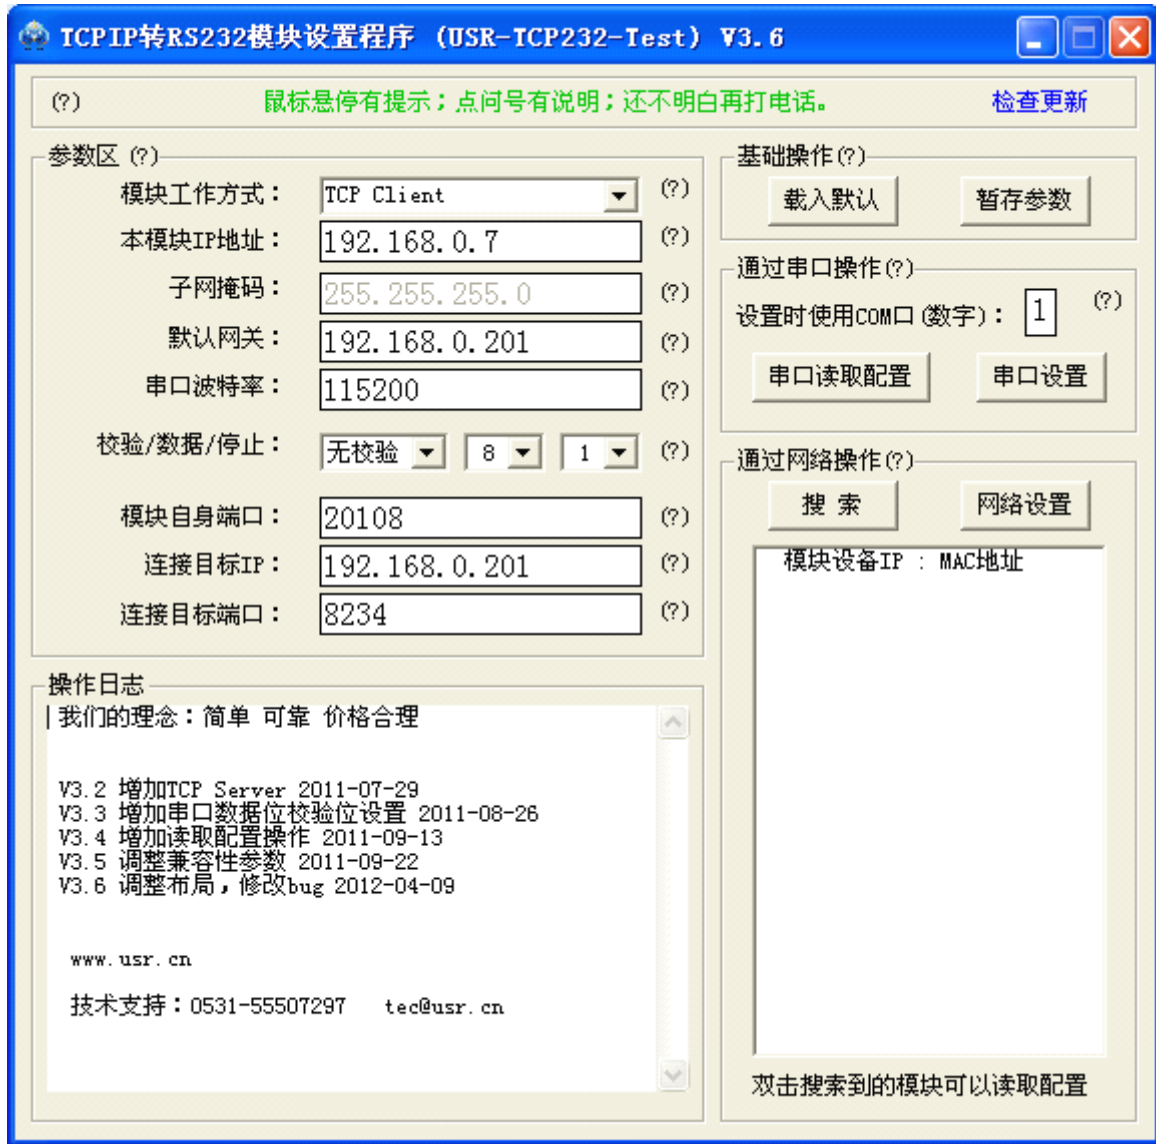 TCPIP转RS232模块设置程序 (USR-TCP232-Test) V3.6
(?) 鼠标悬停有提示；点问号有说明；还不明白再打电话。 检查更新
参数区 (?)
模块工作方式： TCP Client (?)
本模块IP地址： 192.168.0.7 (?)
子网掩码： 255.255.255.0 (?)
默认网关： 192.168.0.201 (?)
串口波特率： 115200 (?)
校验/数据/停止： 无校验 8 1 (?)
模块自身端口： 20108 (?)
连接目标IP： 192.168.0.201 (?)
连接目标端口： 8234 (?)
操作日志
我们的理念：简单 可靠 价格合理
V3.2 增加TCP Server 2011-07-29
V3.3 增加串口数据位校验位设置 2011-08-26
V3.4 增加读取配置操作 2011-09-13
V3.5 调整兼容性参数 2011-09-22
V3.6 调整布局，修改bug 2012-04-09
www.usr.cn
技术支持：0531-55507297 tec@usr.cn
基础操作(?)
载入默认 暂存参数
通过串口操作(?)
设置时使用COM口(数字)： 1 (?)
串口读取配置 串口设置
通过网络操作(?)
搜 索 网络设置
模块设备IP : MAC地址
双击搜索到的模块可以读取配置